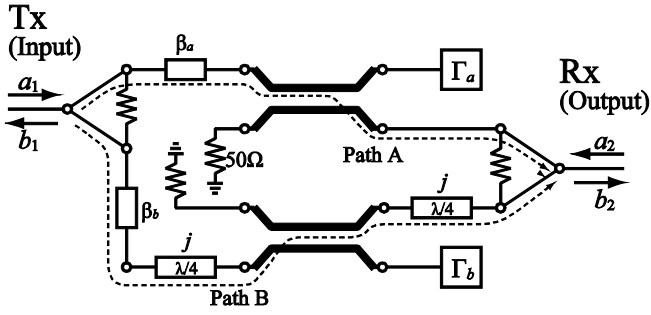 Tx
(Input)
a1
b1
βa
Γa
Rx
(Output)
50Ω
Path A
a2
b2
j
λ/4
βb
j
λ/4
Γb
Path B